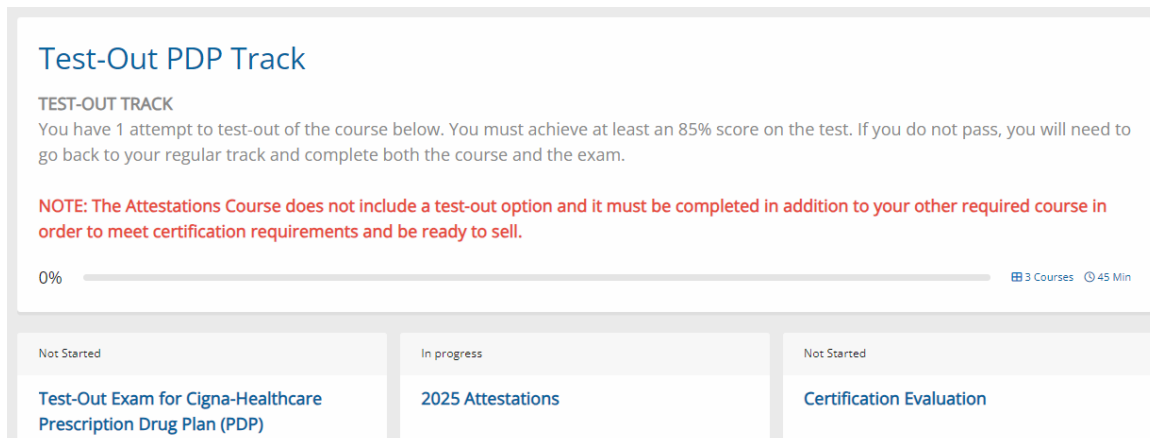 Test-Out PDP Track
TEST-OUT TRACK
You have 1 attempt to test-out of the course below. You must achieve at least an 85% score on the test. If you do not pass, you will need to
go back to your regular track and complete both the course and the exam.
NOTE: The Attestations Course does not include a test-out option and it must be completed in addition to your other required course in
order to meet certification requirements and be ready to sell.
0%
3 Courses 45 Min
Not Started
Test-Out Exam for Cigna-Healthcare
Prescription Drug Plan (PDP)
In progress
2025 Attestations
Not Started
Certification Evaluation